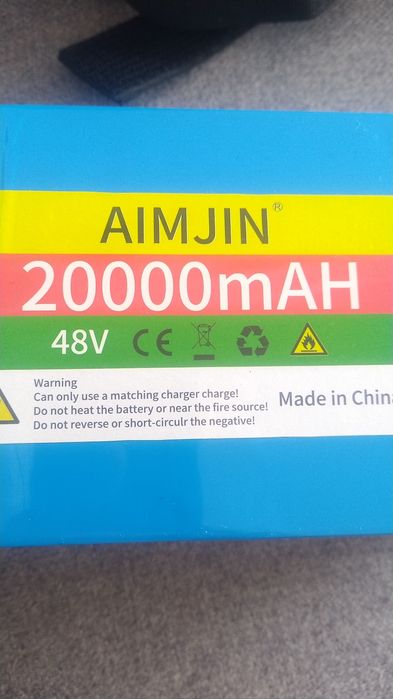 AIMJIN®
20000mAH
48V CE
Warning
Can only use a matching charger charge!
Do not heat the battery or near the fire source!
Do not reverse or short-circulr the negative!
Made in China